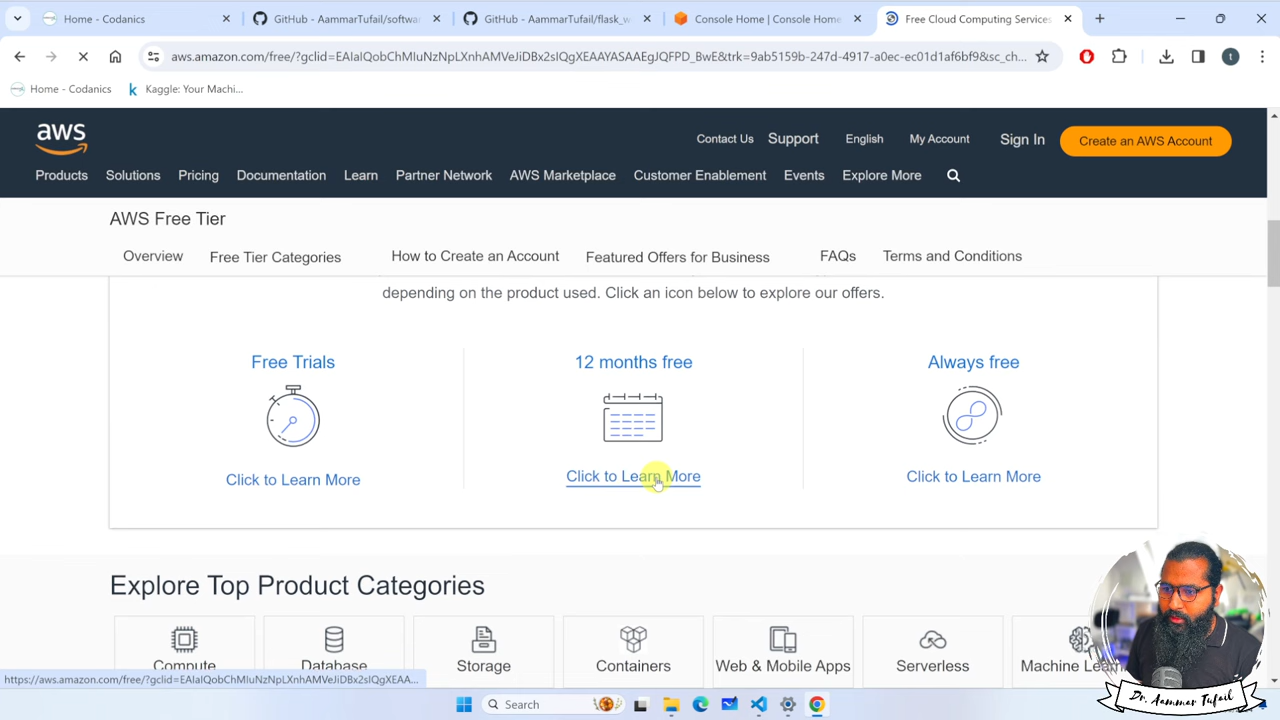 Home - Codanics
GitHub - AammarTufail/softwar
GitHub - AammarTufail/flask_w
Console Home | Console Home
Free Cloud Computing Services
aws.amazon.com/free/?gclid=EAIaIQobChMIuNzNpLXnhAMVeJiDBx2sIQgXEAAYASAAEgJQFPD_BwE&trk=9ab5159b-247d-4917-a0ec-ec01d1af6bf9&sc_ch...
t
Home - Codanics
Kaggle: Your Machi...
aws
Contact Us
Support
English
My Account
Sign In
Create an AWS Account
Products
Solutions
Pricing
Documentation
Learn
Partner Network
AWS Marketplace
Customer Enablement
Events
Explore More
AWS Free Tier
Overview
Free Tier Categories
How to Create an Account
Featured Offers for Business
FAQs
Terms and Conditions
depending on the product used. Click an icon below to explore our offers.
Free Trials
12 months free
Always free
Click to Learn More
Click to Learn More
Click to Learn More
Explore Top Product Categories
Compute
Database
Storage
Containers
Web & Mobile Apps
Serverless
Machine Learn
https://aws.amazon.com/free/?gclid=EAIaIQobChMIuNzNpLXnhAMVeJiDBx2sIQgXEAA...
Search
Dr. Aammar Tufail